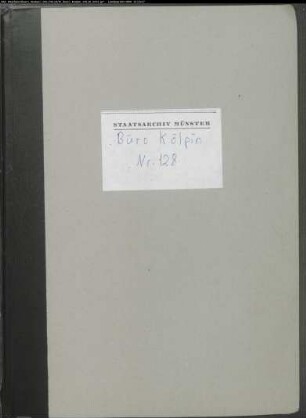 STAATSARCHIV MÜNSTER
Büro Kölpin
Nr. 128